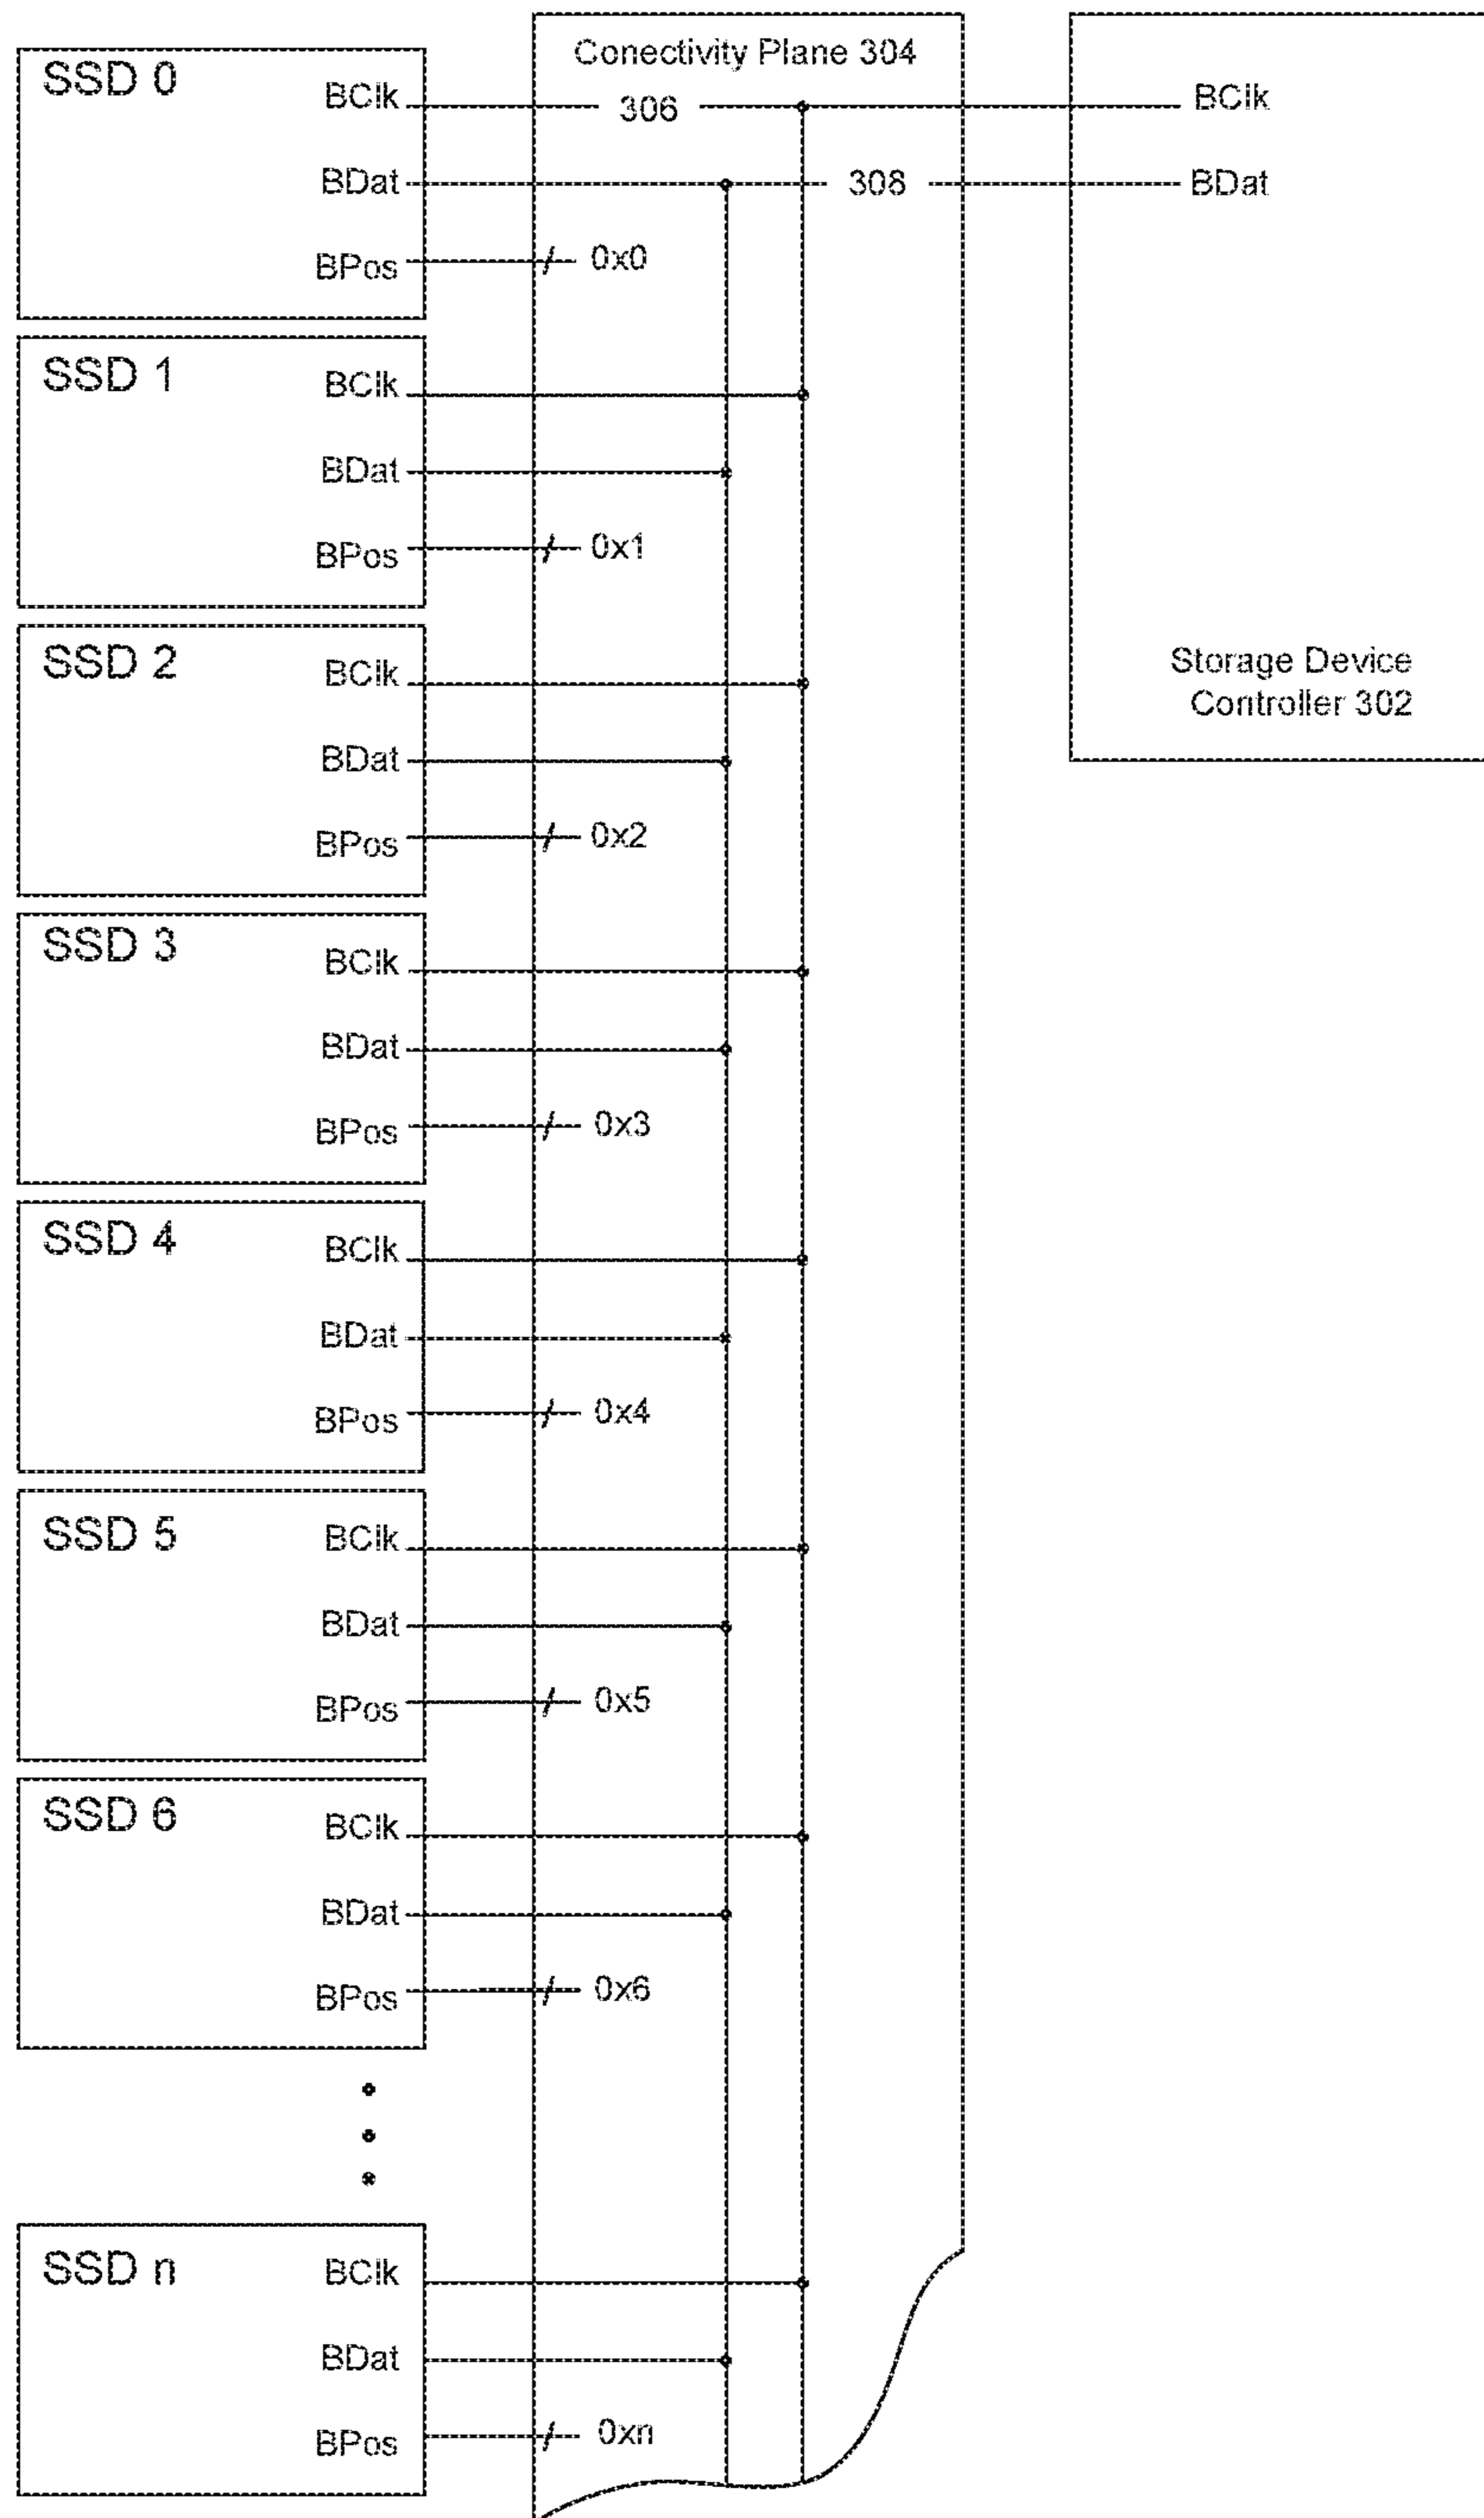 Conectivity Plane 304
SSD 0
BClk
306
BClk
BDat
308
BDat
BPos
0x0
SSD 1
BClk
BDat
BPos
0x1
SSD 2
BClk
Storage Device
Controller 302
BDat
BPos
0x2
SSD 3
BClk
BDat
BPos
0x3
SSD 4
BClk
BDat
BPos
0x4
SSD 5
BClk
BDat
BPos
0x5
SSD 6
BClk
BDat
BPos
0x6
SSD n
BClk
BDat
BPos
0xn